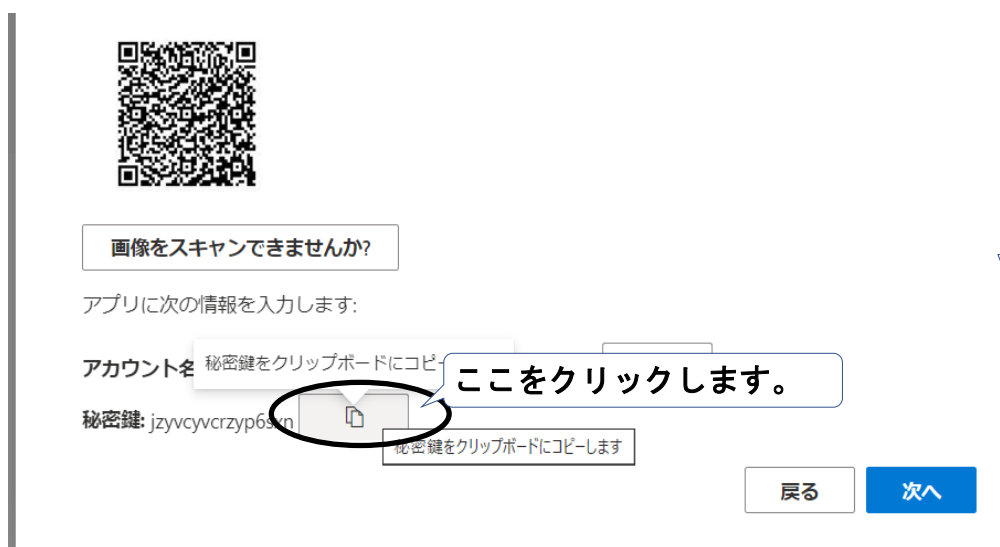 画像をスキャンできませんか?
アプリに次の情報を入力します:
秘密鍵をクリップボードにコピー
アカウント名
ここをクリックします。
秘密鍵:
秘密鍵をクリップボードにコピーします
戻る
次へ